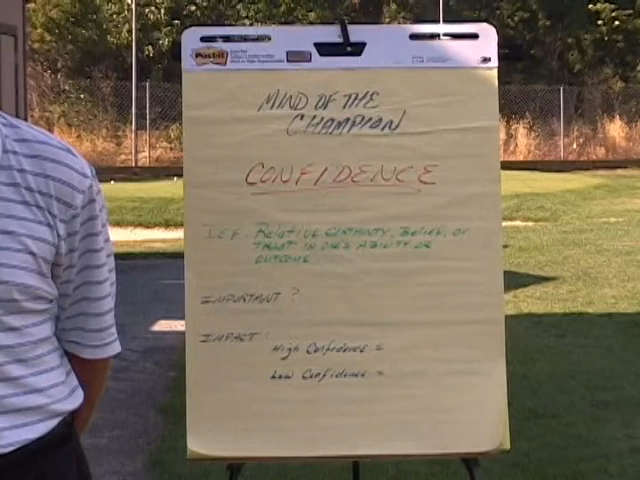 Post-it
MIND OF THE
CHAMPION
CONFIDENCE
DEF. RELATIVE CERTAINTY, BELIEF, OR
TRUST IN ONE'S ABILITY OR
OUTCOME
IMPORTANT?
IMPACT:
High Confidence =
Low Confidence =
3M